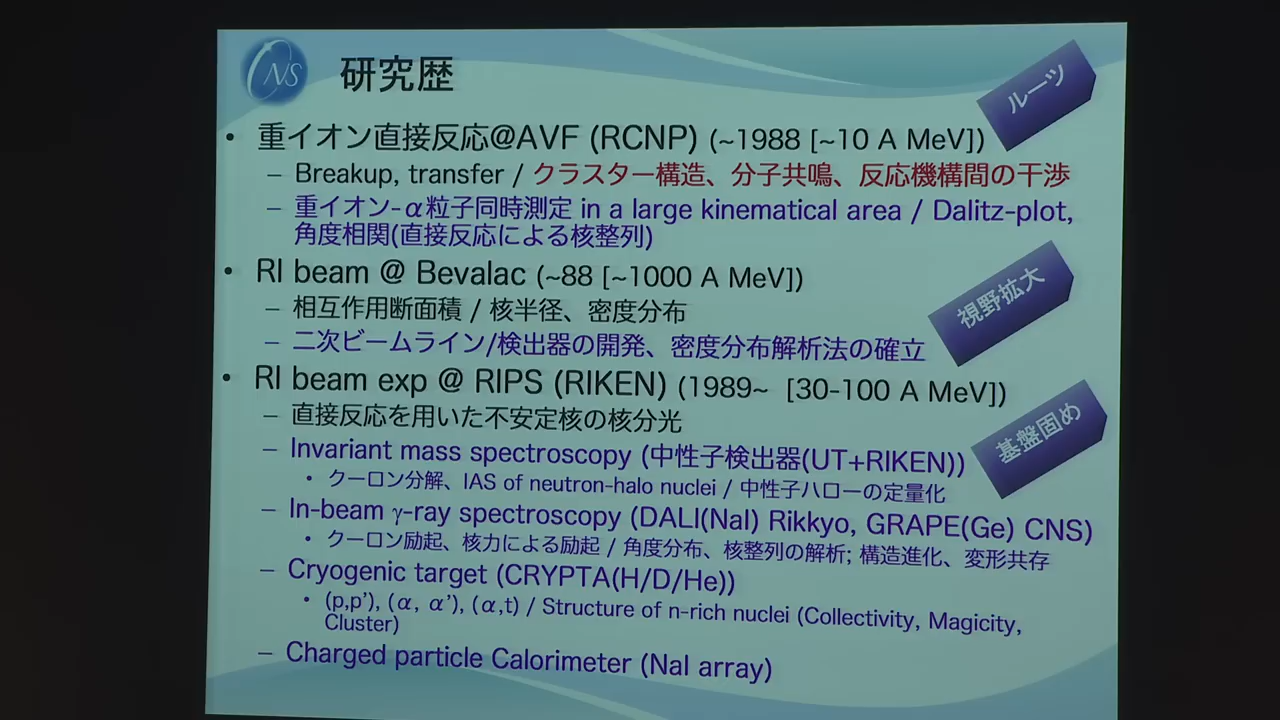 CNS
研究歴
ルーツ
• 重イオン直接反応@AVF (RCNP) (~1988 [~10 A MeV])
– Breakup, transfer / クラスター構造、分子共鳴、反応機構間の干渉
– 重イオン-α粒子同時測定 in a large kinematical area / Dalitz-plot,
角度相関(直接反応による核整列)
視野拡大
• RI beam @ Bevalac (~88 [~1000 A MeV])
– 相互作用断面積 / 核半径、密度分布
– 二次ビームライン/検出器の開発、密度分布解析法の確立
• RI beam exp @ RIPS (RIKEN) (1989~ [30-100 A MeV])
基盤固め
– 直接反応を用いた不安定核の核分光
– Invariant mass spectroscopy (中性子検出器(UT+RIKEN))
• クーロン分解、IAS of neutron-halo nuclei / 中性子ハローの定量化
– In-beam γ-ray spectroscopy (DALI(NaI) Rikkyo, GRAPE(Ge) CNS)
• クーロン励起、核力による励起 / 角度分布、核整列の解析; 構造進化、変形共存
– Cryogenic target (CRYPTA(H/D/He))
• (p,p'), (α, α'), (α,t) / Structure of n-rich nuclei (Collectivity, Magicity,
Cluster)
– Charged particle Calorimeter (NaI array)